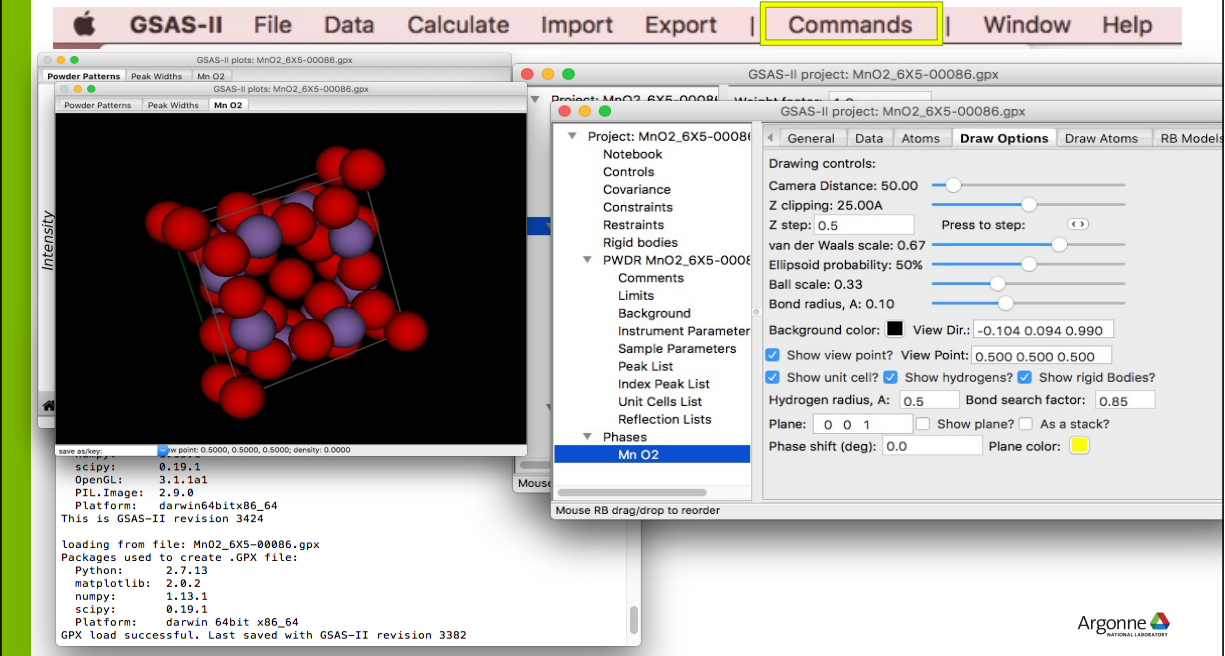 GSAS-II File Data Calculate Import Export | Commands | Window Help
GSAS-II plots: MnO2_6X5-00086.gpx
Powder Patterns Peak Widths Mn O2
Intensity
GSAS-II plots: MnO2_6X5-00086.gpx
Powder Patterns Peak Widths Mn O2
save as/key:
ew point: 0.5000, 0.5000, 0.5000; density: 0.0000
GSAS-II project: MnO2_6X5-00086.gpx
Project: MnO2_6X5-0008
Weight factor: 1.0
Mouse
GSAS-II project: MnO2_6X5-00086.gpx
Project: MnO2_6X5-00086
Notebook
Controls
Covariance
Constraints
Restraints
Rigid bodies
PWDR MnO2_6X5-0008
Comments
Limits
Background
Instrument Parameter
Sample Parameters
Peak List
Index Peak List
Unit Cells List
Reflection Lists
Phases
Mn O2
General Data Atoms Draw Options Draw Atoms RB Models
Drawing controls:
Camera Distance: 50.00
Z clipping: 25.00A
Z step: 0.5 Press to step:
van der Waals scale: 0.67
Ellipsoid probability: 50%
Ball scale: 0.33
Bond radius, A: 0.10
Background color: View Dir.: -0.104 0.094 0.990
Show view point? View Point: 0.500 0.500 0.500
Show unit cell? Show hydrogens? Show rigid Bodies?
Hydrogen radius, A: 0.5 Bond search factor: 0.85
Plane: 0 0 1 Show plane? As a stack?
Phase shift (deg): 0.0 Plane color:
Mouse RB drag/drop to reorder
scipy: 0.19.1
OpenGL: 3.1.1a1
PIL.Image: 2.9.0
Platform: darwin64bitx86_64
This is GSAS-II revision 3424
loading from file: MnO2_6X5-00086.gpx
Packages used to create .GPX file:
Python: 2.7.13
matplotlib: 2.0.2
numpy: 1.13.1
scipy: 0.19.1
Platform: darwin 64bit x86_64
GPX load successful. Last saved with GSAS-II revision 3382
Argonne
NATIONAL LABORATORY